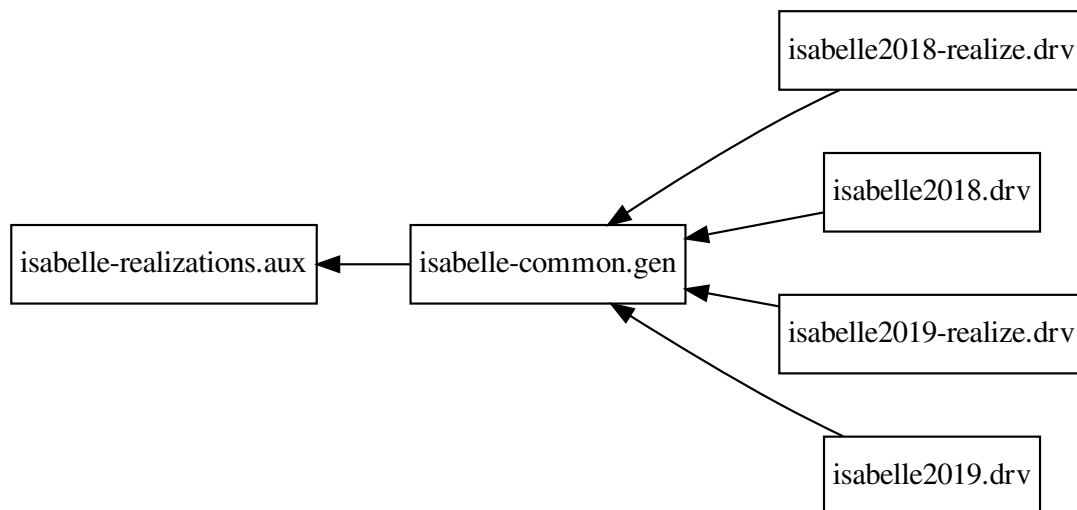 isabelle2018-realize.drv
isabelle2018.drv
isabelle-realizations.aux
isabelle-common.gen
isabelle2019-realize.drv
isabelle2019.drv